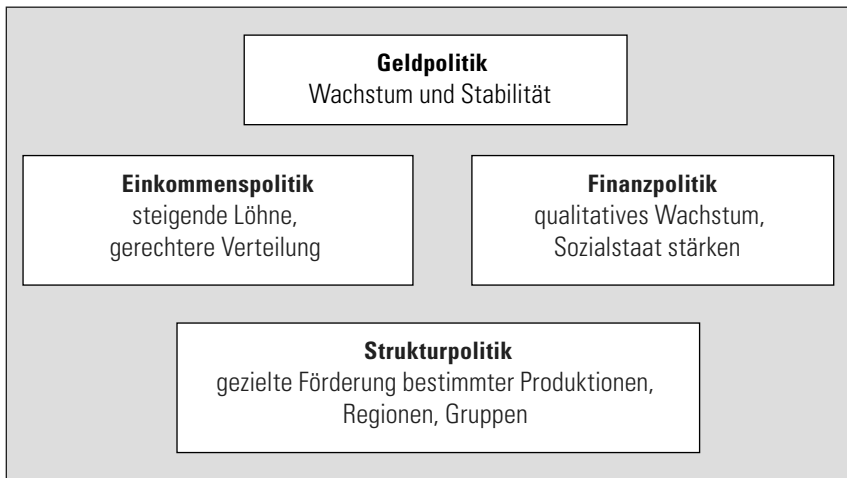 Geldpolitik
Wachstum und Stabilität
Einkommenspolitik
steigende Löhne,
gerechtere Verteilung
Finanzpolitik
qualitatives Wachstum,
Sozialstaat stärken
Strukturpolitik
gezielte Förderung bestimmter Produktionen,
Regionen, Gruppen